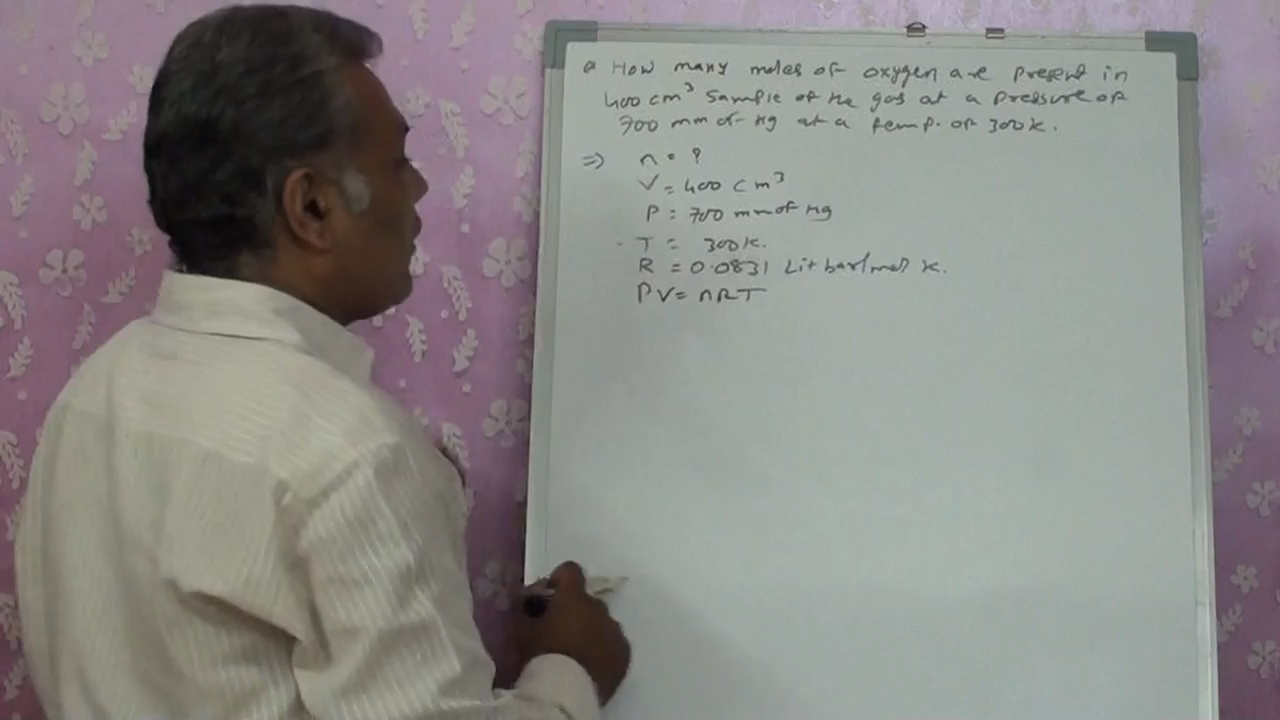 How many moles of oxygen are present in
400 cm³ sample of the gas at a pressure of
700 mm of Hg at a temp. of 300k.
=> n = ?
V = 400 cm³
P = 700 mm of Hg
T = 300k.
R = 0.0831 Lit bar/mol k.
PV = nRT